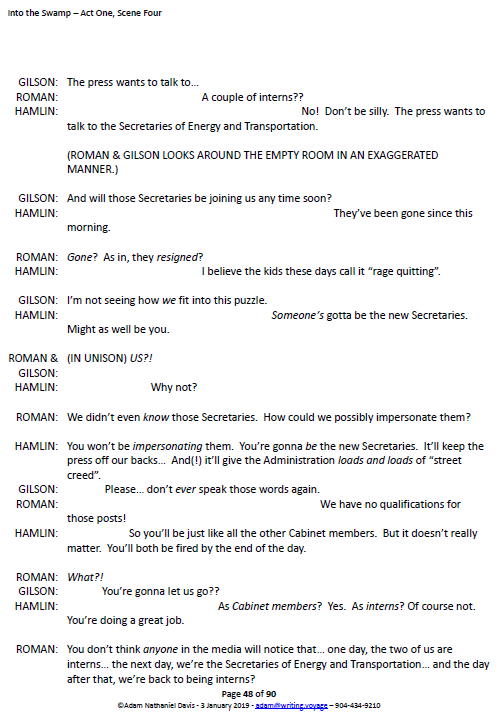 Into the Swamp – Act One, Scene Four
GILSON: The press wants to talk to...
ROMAN: A couple of interns??
HAMLIN: No! Don't be silly. The press wants to
talk to the Secretaries of Energy and Transportation.
(ROMAN & GILSON LOOKS AROUND THE EMPTY ROOM IN AN EXAGGERATED
MANNER.)
GILSON: And will those Secretaries be joining us any time soon?
HAMLIN: They've been gone since this
morning.
ROMAN: Gone? As in, they resigned?
HAMLIN: I believe the kids these days call it "rage quitting".
GILSON: I'm not seeing how we fit into this puzzle.
HAMLIN: Someone's gotta be the new Secretaries.
Might as well be you.
ROMAN & (IN UNISON) US?!
GILSON:
HAMLIN: Why not?
ROMAN: We didn't even know those Secretaries. How could we possibly impersonate them?
HAMLIN: You won't be impersonating them. You're gonna be the new Secretaries. It'll keep the
press off our backs... And(!) it'll give the Administration loads and loads of "street
creed".
GILSON: Please... don't ever speak those words again.
ROMAN: We have no qualifications for
those posts!
HAMLIN: So you'll be just like all the other Cabinet members. But it doesn't really
matter. You'll both be fired by the end of the day.
ROMAN: What?!
GILSON: You're gonna let us go??
HAMLIN: As Cabinet members? Yes. As interns? Of course not.
You're doing a great job.
ROMAN: You don't think anyone in the media will notice that... one day, the two of us are
interns... the next day, we're the Secretaries of Energy and Transportation... and the day
after that, we're back to being interns?
Page 48 of 90
©Adam Nathaniel Davis - 3 January 2019 - adam@writing.voyage – 904-434-9210